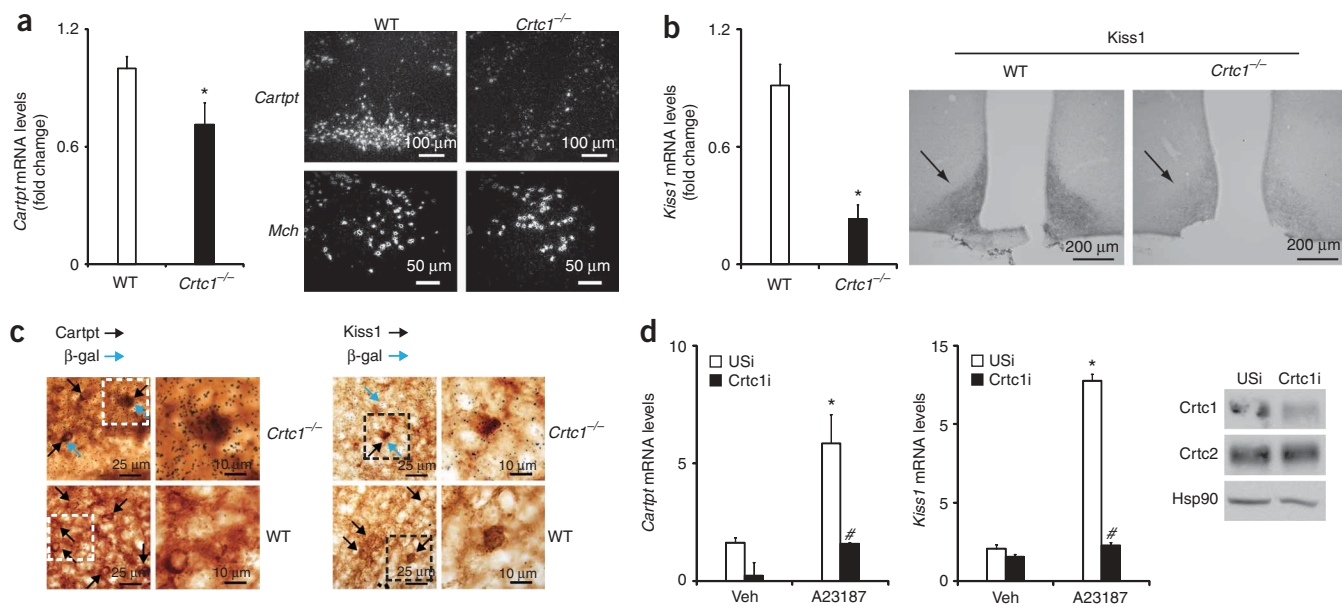 a
1.2
0.6
0
Cartpt mRNA levels
(fold change)
*
WT
Crtc1–/–
WT
Crtc1–/–
Cartpt
100 μm
100 μm
Mch
50 μm
50 μm
b
1.2
0.6
0
Kiss1 mRNA levels
(fold change)
*
WT
Crtc1–/–
Kiss1
WT
Crtc1–/–
200 μm
200 μm
c
Cartpt
β-gal
Crtc1–/–
25 μm
10 μm
WT
25 μm
10 μm
Kiss1
β-gal
Crtc1–/–
25 μm
10 μm
WT
25 μm
10 μm
d
10
5
0
Cartpt mRNA levels
USi
Crtc1i
*
#
Veh
A23187
15
5
5
0
Kiss1 mRNA levels
USi
Crtc1i
*
#
Veh
A23187
USi
Crtc1i
Crtc1
Crtc2
Hsp90